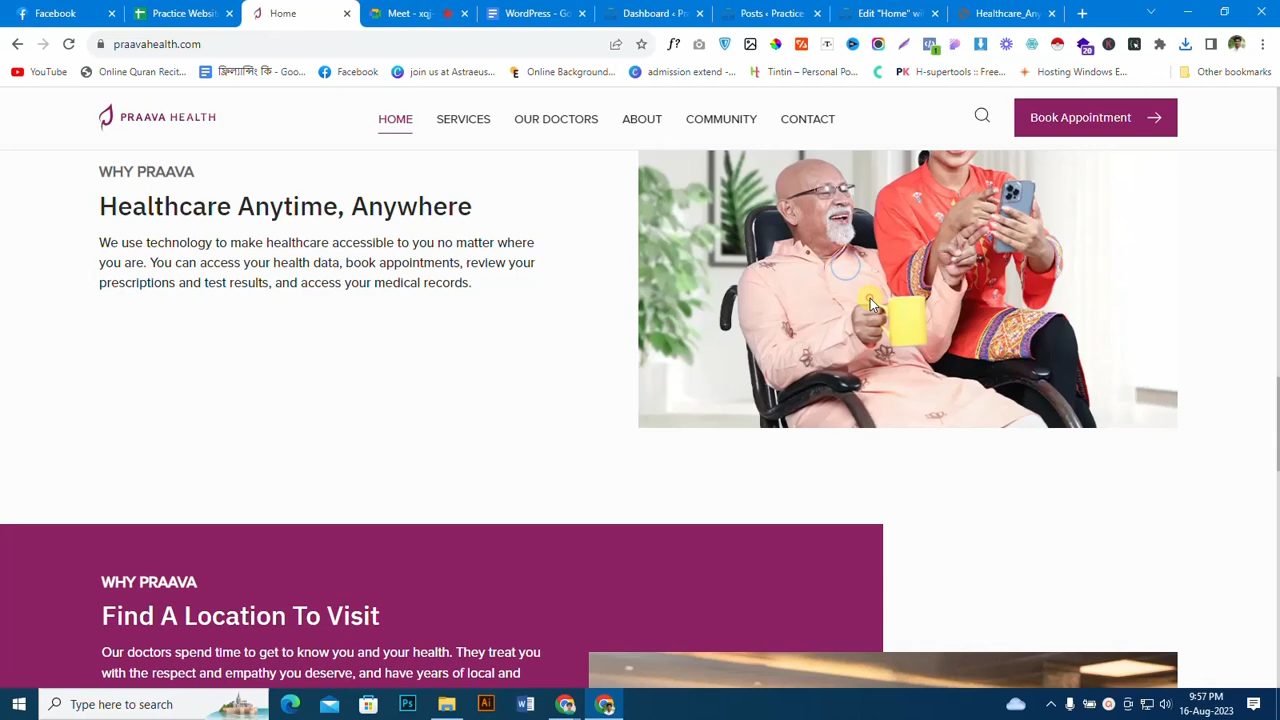 Facebook
Practice Website
Home
Meet - xqj-
WordPress - Go
Dashboard ‹ Pr
Posts ‹ Practice
Edit "Home" wi
Healthcare_Any
praavahealth.com
20
YouTube
Online Quran Recit...
ফ্রিল্যান্সিং কি - Goo...
Facebook
join us at Astraeus...
Online Background...
admission extend -...
Tintin – Personal Po...
H-supertools :: Free...
Hosting Windows E...
Other bookmarks
PRAAVA HEALTH
HOME
SERVICES
OUR DOCTORS
ABOUT
COMMUNITY
CONTACT
Book Appointment
WHY PRAAVA
Healthcare Anytime, Anywhere
We use technology to make healthcare accessible to you no matter where
you are. You can access your health data, book appointments, review your
prescriptions and test results, and access your medical records.
WHY PRAAVA
Find A Location To Visit
Our doctors spend time to get to know you and your health. They treat you
with the respect and empathy you deserve, and have years of local and
Type here to search
9:57 PM
16-Aug-2023